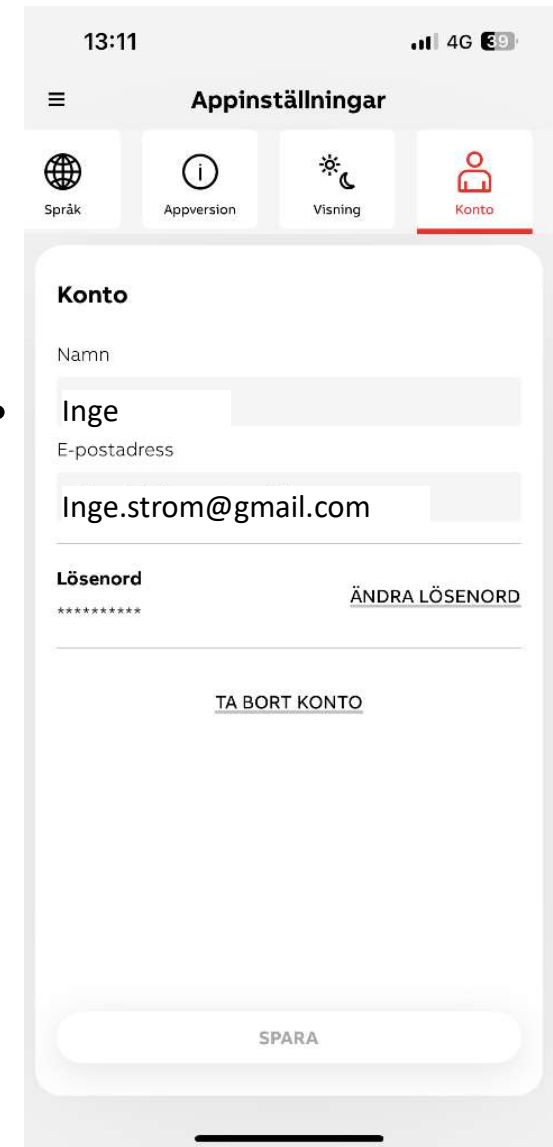 13:11 4G 39
Appinställningar
Språk Appversion Visning Konto
Konto
Namn
Inge
E-postadress
Inge.strom@gmail.com
Lösenord
ÄNDRA LÖSENORD
**********
TA BORT KONTO
SPARA